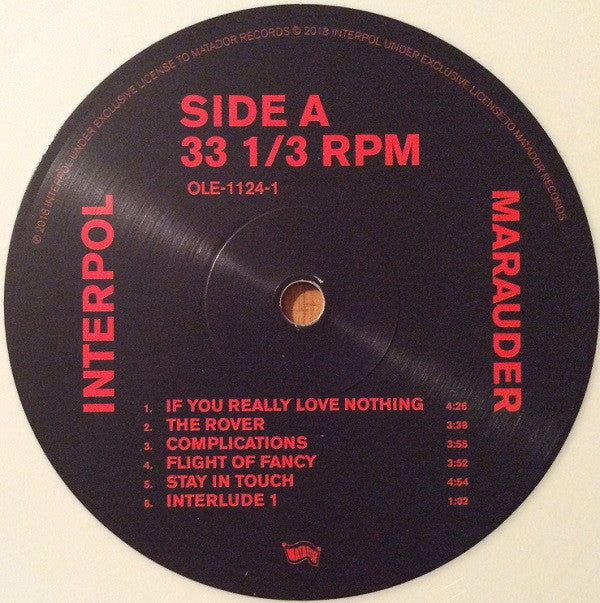 ℗ 2018 INTERPOL UNDER EXCLUSIVE LICENSE TO MATADOR RECORDS © 2018 INTERPOL UNDER EXCLUSIVE LICENSE TO MATADOR RECORDS
SIDE A
33 1/3 RPM
OLE-1124-1
INTERPOL
MARAUDER
1. IF YOU REALLY LOVE NOTHING 4:26
2. THE ROVER 3:38
3. COMPLICATIONS 3:55
4. FLIGHT OF FANCY 3:52
5. STAY IN TOUCH 4:54
6. INTERLUDE 1 1:02
MATADOR